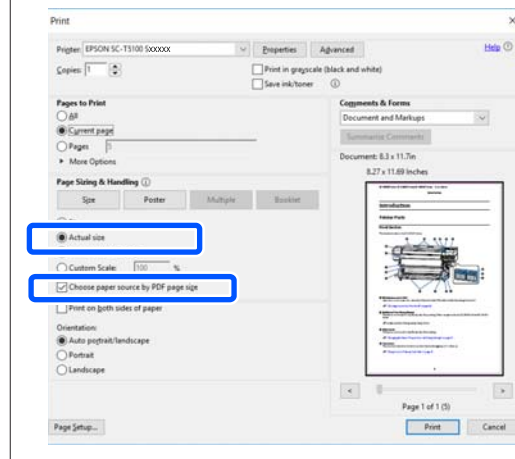 Print
Printer: EPSON SC-T5100 Sxxxxx
Properties
Advanced
Help
Copies: 1
Print in grayscale (black and white)
Save ink/toner
Pages to Print
All
Current page
Pages
More Options
Comments & Forms
Document and Markups
Summarize Comments
Document: 8.3 x 11.7in
8.27 x 11.69 Inches
Page Sizing & Handling
Size
Poster
Multiple
Booklet
Actual size
Custom Scale: 100 %
Choose paper source by PDF page size
Print on both sides of paper
Orientation:
Auto portrait/landscape
Portrait
Landscape
Introduction
Printer Parts
<
>
Page 1 of 1 (5)
Page Setup...
Print
Cancel